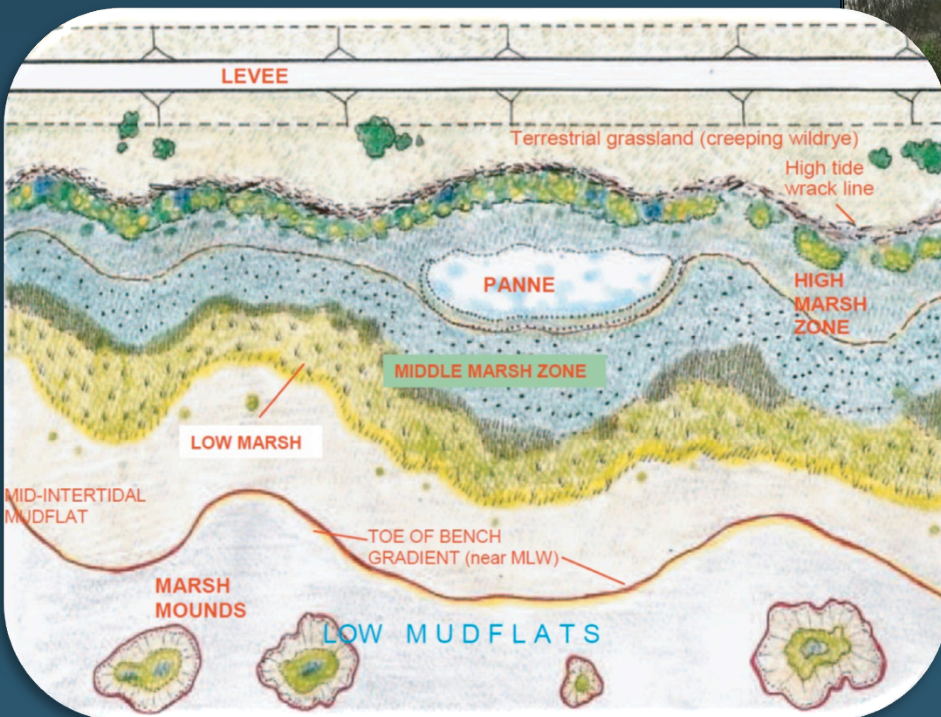 LEVEE
Terrestrial grassland (creeping wildrye)
High tide
wrack line
PANNE
HIGH
MARSH
ZONE
MIDDLE MARSH ZONE
LOW MARSH
MID-INTERTIDAL
MUDFLAT
TOE OF BENCH
GRADIENT (near MLW)
MARSH
MOUNDS
LOW MUDFLATS